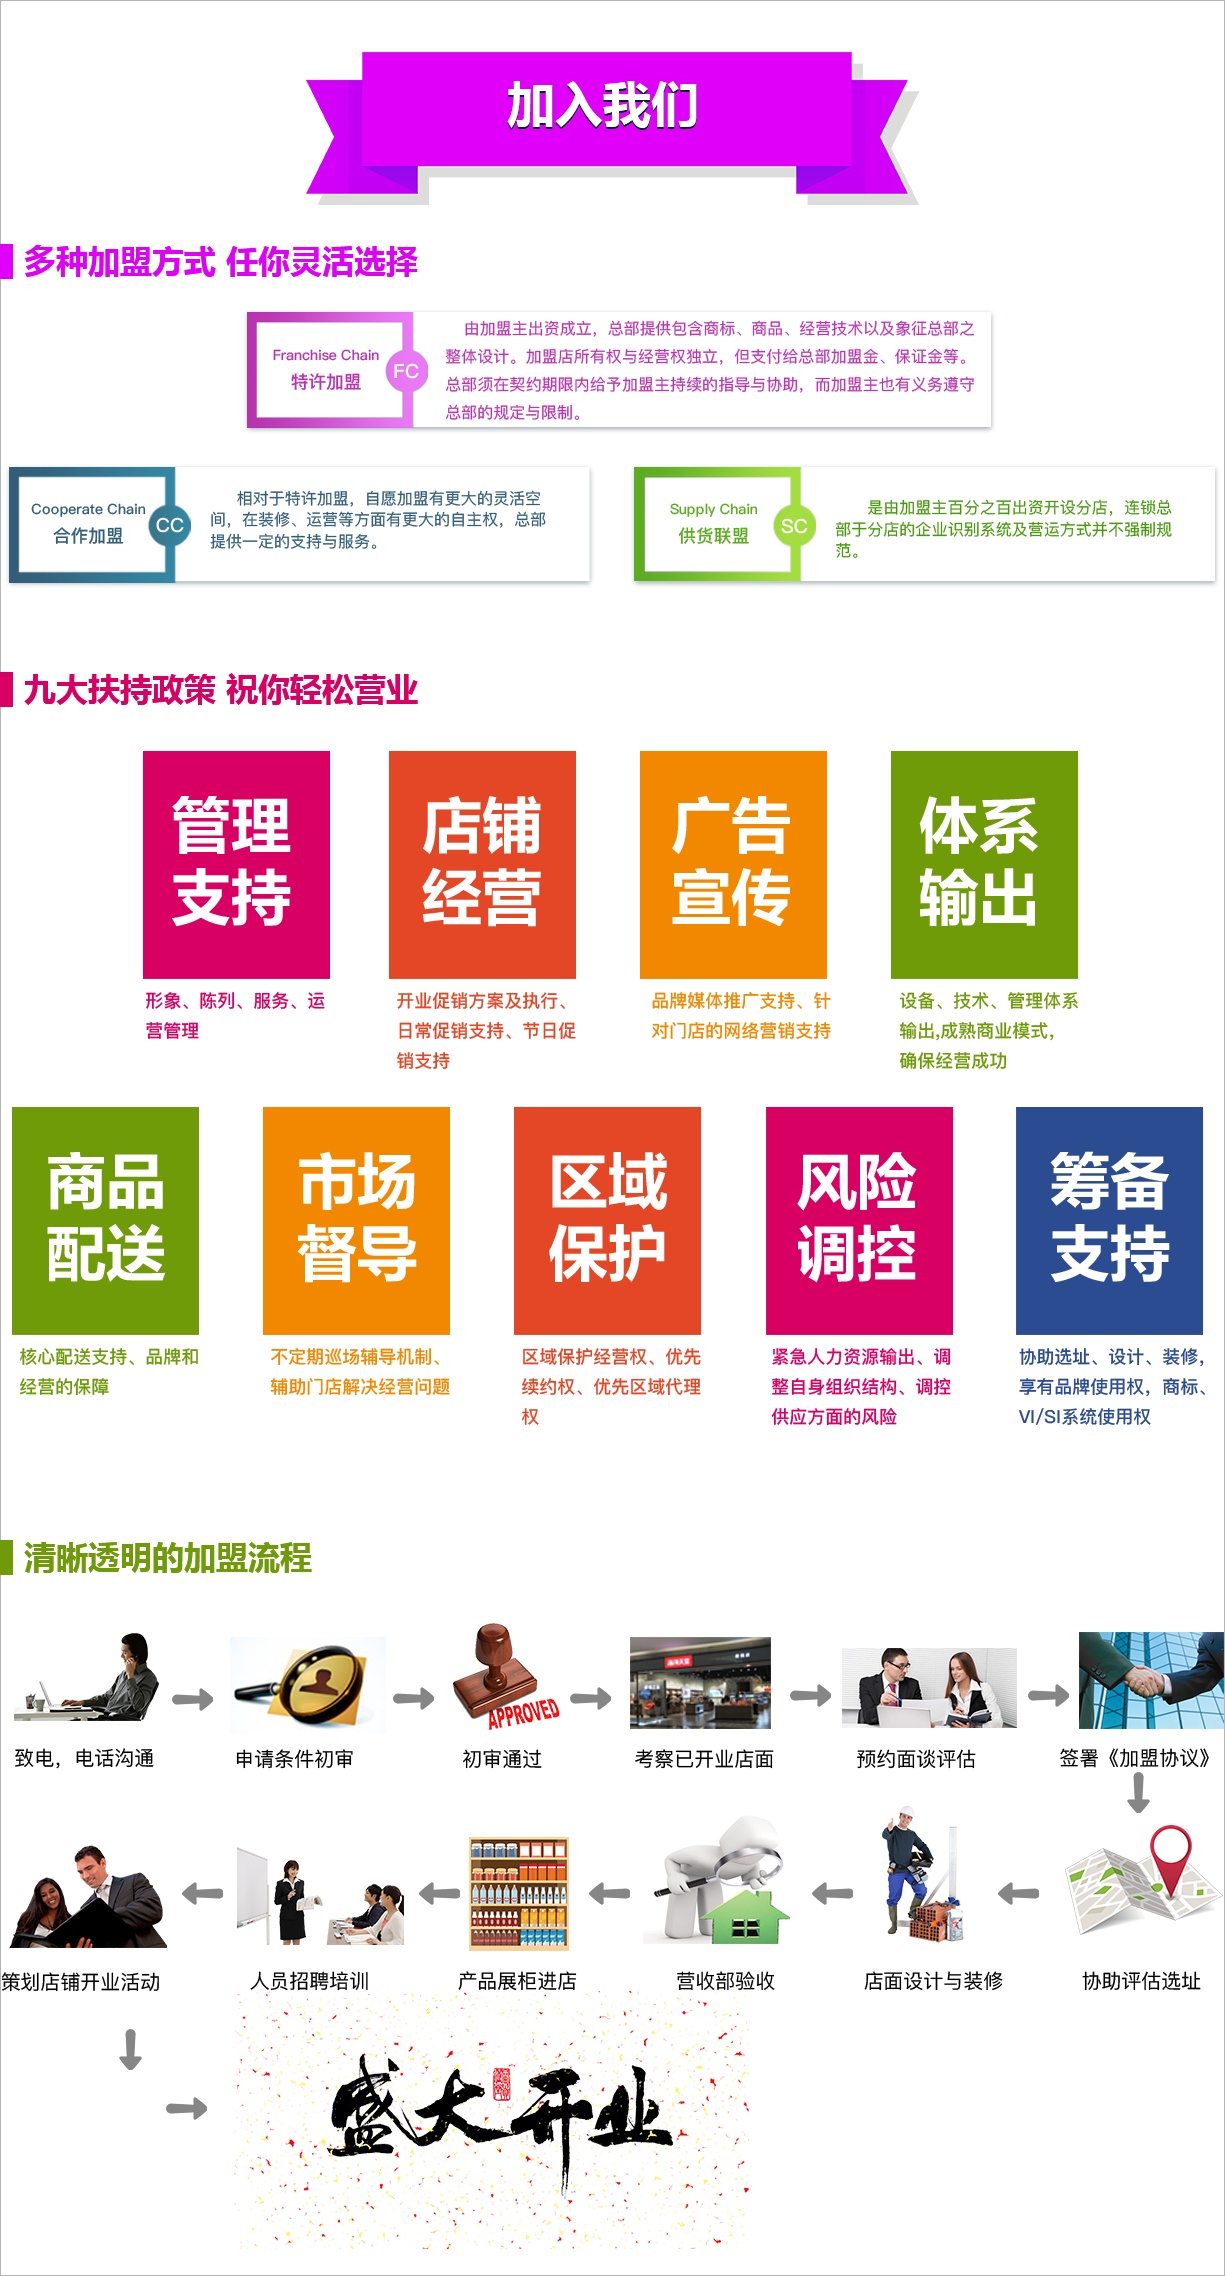 加入我们
多种加盟方式 任你灵活选择
Franchise Chain
特许加盟
FC
由加盟主出资成立，总部提供包含商标、商品、经营技术以及象征总部之
整体设计。加盟店所有权与经营权独立，但支付给总部加盟金、保证金等。
总部须在契约期限内给予加盟主持续的指导与协助，而加盟主也有义务遵守
总部的规定与限制。
Cooperate Chain
合作加盟
CC
相对于特许加盟，自愿加盟有更大的灵活空
间，在装修、运营等方面有更大的自主权，总部
提供一定的支持与服务。
Supply Chain
供货联盟
SC
是由加盟主百分之百出资开设分店，连锁总
部于分店的企业识别系统及营运方式并不强制规
范。
九大扶持政策 祝你轻松营业
管理
支持
形象、陈列、服务、运
营管理
店铺
经营
开业促销方案及执行、
日常促销支持、节日促
销支持
广告
宣传
品牌媒体推广支持、针
对门店的网络营销支持
体系
输出
设备、技术、管理体系
输出,成熟商业模式，
确保经营成功
商品
配送
核心配送支持、品牌和
经营的保障
市场
督导
不定期巡场辅导机制、
辅助门店解决经营问题
区域
保护
区域保护经营权、优先
续约权、优先区域代理
权
风险
调控
紧急人力资源输出、调
整自身组织结构、调控
供应方面的风险
筹备
支持
协助选址、设计、装修，
享有品牌使用权，商标、
VI/SI系统使用权
清晰透明的加盟流程
APPROVED
致电，电话沟通
申请条件初审
初审通过
考察已开业店面
预约面谈评估
签署《加盟协议》
策划店铺开业活动
人员招聘培训
产品展柜进店
营收部验收
店面设计与装修
协助评估选址
盛大开业